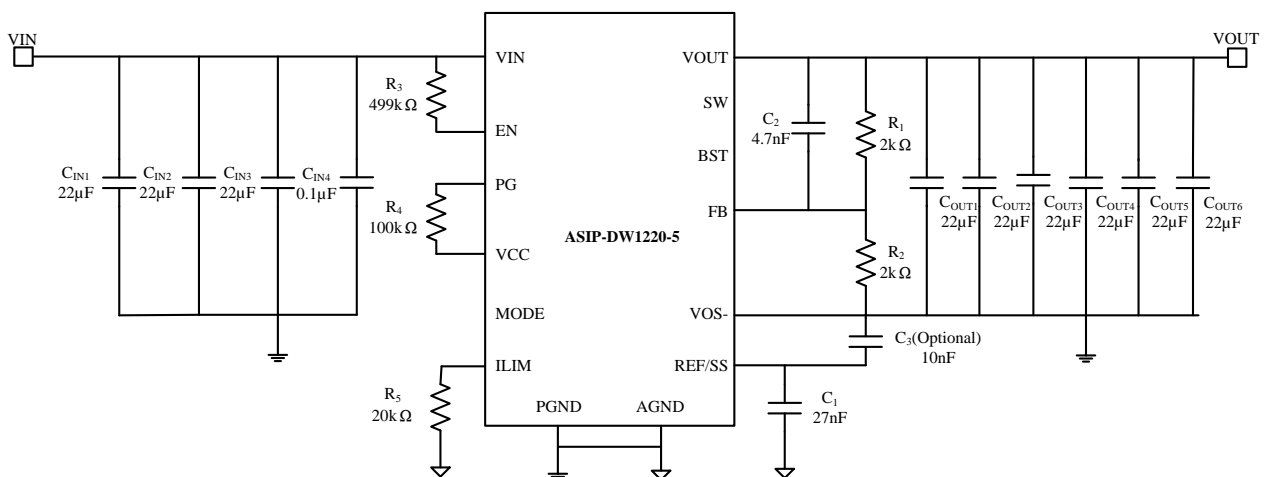 VIN
VOUT
VIN
VOUT
R3
499kΩ
SW
C2
4.7nF
R1
2kΩ
EN
BST
CIN1
22µF
CIN2
22µF
CIN3
22µF
CIN4
0.1µF
PG
R4
100kΩ
FB
COUT1
22µF
COUT2
22µF
COUT3
22µF
COUT4
22µF
COUT5
22µF
COUT6
22µF
ASIP-DW1220-5
VCC
R2
2kΩ
MODE
VOS-
C3(Optional)
10nF
ILIM
REF/SS
R5
20kΩ
C1
27nF
PGND
AGND